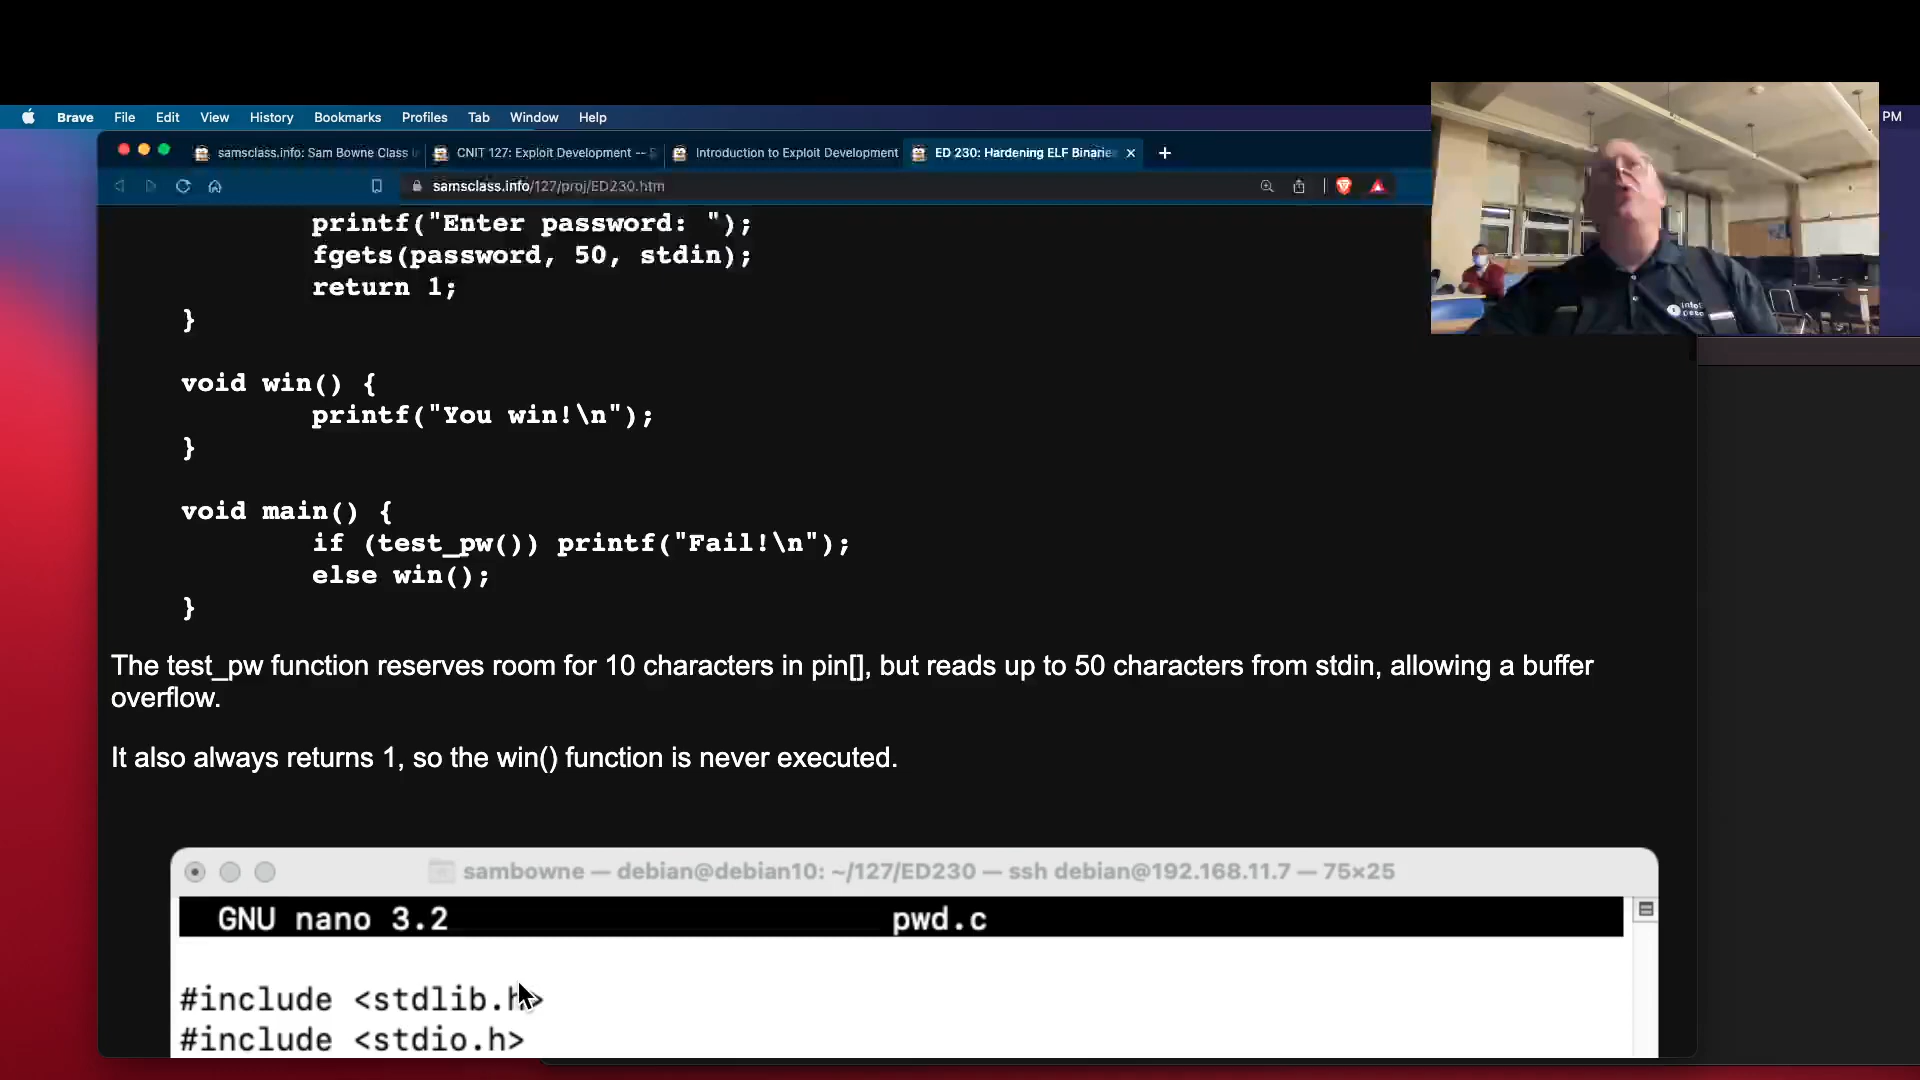 Brave File Edit View History Bookmarks Profiles Tab Window Help
PM
samsclass.info: Sam Bowne Class
CNIT 127: Exploit Development --
Introduction to Exploit Development
ED 230: Hardening ELF Binarie
samsclass.info/127/proj/ED230.htm
printf("Enter password: ");
fgets(password, 50, stdin);
return 1;
}
void win() {
printf("You win!\n");
}
void main() {
if (test_pw()) printf("Fail!\n");
else win();
}
The test_pw function reserves room for 10 characters in pin[], but reads up to 50 characters from stdin, allowing a buffer
overflow.
It also always returns 1, so the win() function is never executed.
sambowne — debian@debian10: ~/127/ED230 — ssh debian@192.168.11.7 — 75×25
GNU nano 3.2 pwd.c
#include <stdlib.h>
#include <stdio.h>